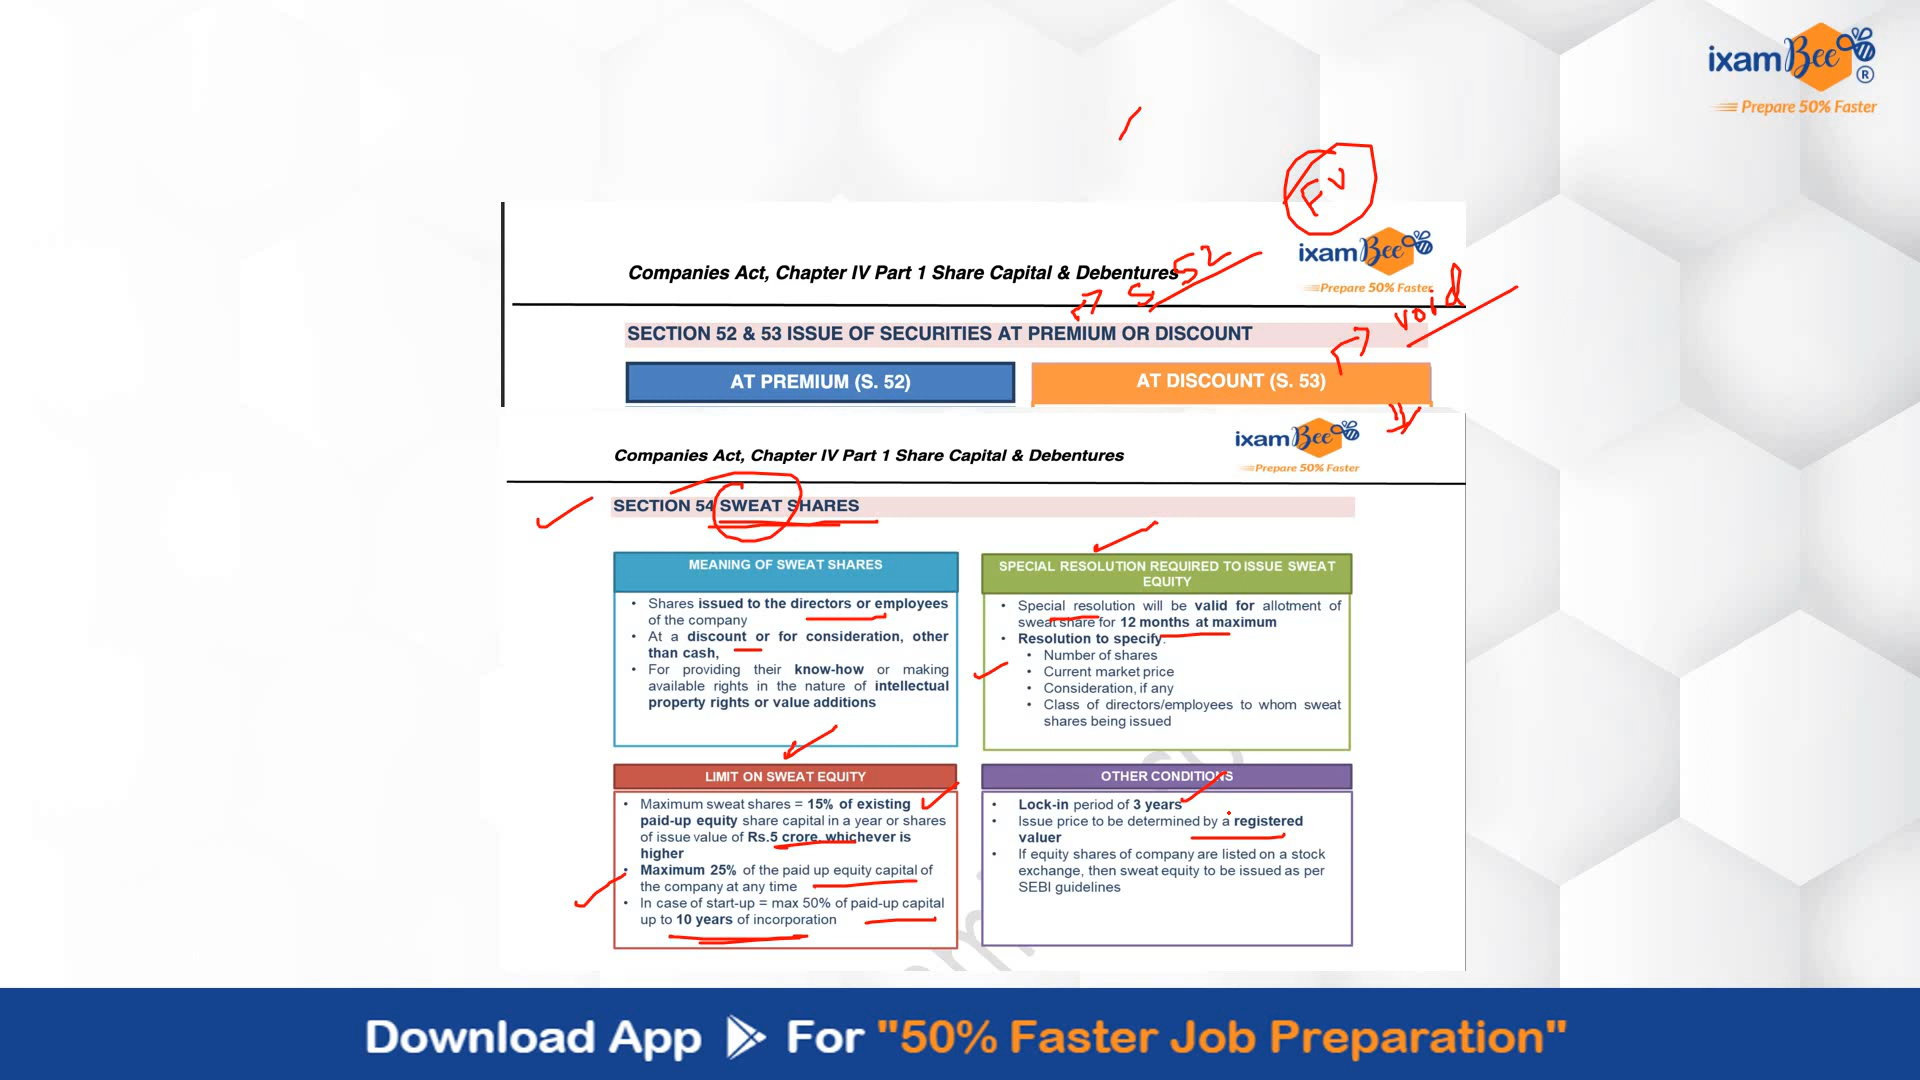 ixamBee
®
Prepare 50% Faster
FV
ixamBee
Prepare 50% Faster
Companies Act, Chapter IV Part 1 Share Capital & Debentures
S 52
void
SECTION 52 & 53 ISSUE OF SECURITIES AT PREMIUM OR DISCOUNT
AT PREMIUM (S. 52)
AT DISCOUNT (S. 53)
ixamBee
Prepare 50% Faster
Companies Act, Chapter IV Part 1 Share Capital & Debentures
SECTION 54 SWEAT SHARES
MEANING OF SWEAT SHARES
• Shares issued to the directors or employees
of the company
• At a discount or for consideration, other
than cash,
• For providing their know-how or making
available rights in the nature of intellectual
property rights or value additions
SPECIAL RESOLUTION REQUIRED TO ISSUE SWEAT
EQUITY
• Special resolution will be valid for allotment of
sweat share for 12 months at maximum
• Resolution to specify:
• Number of shares
• Current market price
• Consideration, if any
• Class of directors/employees to whom sweat
shares being issued
LIMIT ON SWEAT EQUITY
• Maximum sweat shares = 15% of existing
paid-up equity share capital in a year or shares
of issue value of Rs.5 crore, whichever is
higher
• Maximum 25% of the paid up equity capital of
the company at any time
• In case of start-up = max 50% of paid-up capital
up to 10 years of incorporation
OTHER CONDITIONS
• Lock-in period of 3 years
• Issue price to be determined by a registered
valuer
• If equity shares of company are listed on a stock
exchange, then sweat equity to be issued as per
SEBI guidelines
Download App For "50% Faster Job Preparation"